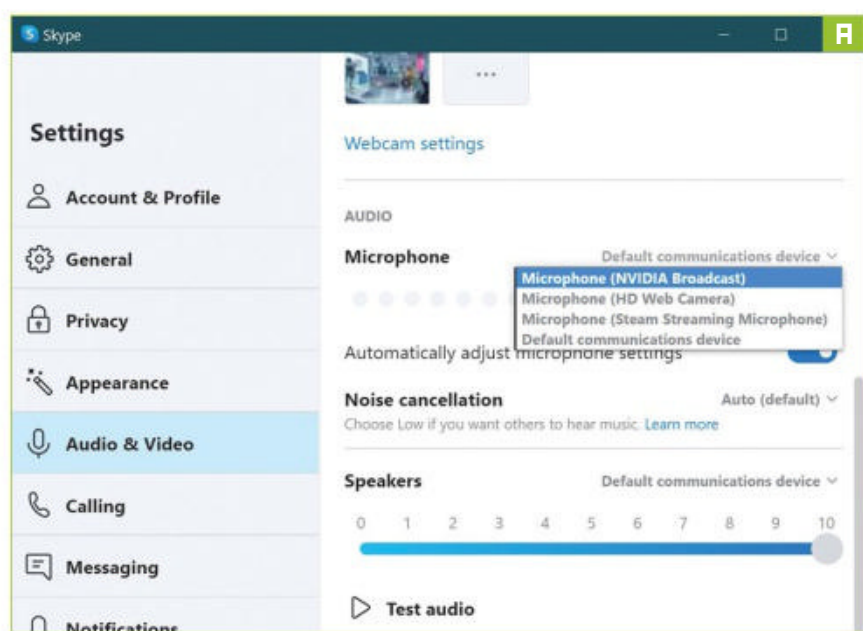 Skype
A
Settings
Account & Profile
General
Privacy
Appearance
Audio & Video
Calling
Messaging
Notifications
Webcam settings
AUDIO
Microphone
Default communications device
Microphone (NVIDIA Broadcast)
Microphone (HD Web Camera)
Microphone (Steam Streaming Microphone)
Default communications device
Automatically adjust microphone settings
Noise cancellation
Auto (default)
Choose Low if you want others to hear music. Learn more
Speakers
Default communications device
0 1 2 3 4 5 6 7 8 9 10
Test audio